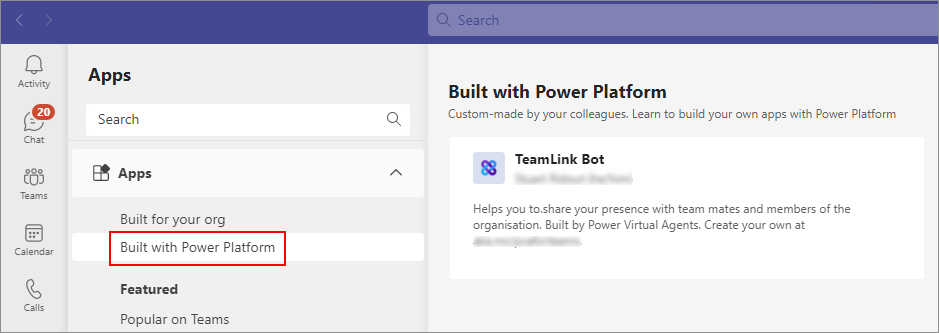 Search
Activity
20
Chat
Teams
Calendar
Calls
Apps
Search
Apps
Built for your org
Built with Power Platform
Featured
Popular on Teams
Built with Power Platform
Custom-made by your colleagues. Learn to build your own apps with Power Platform
TeamLink Bot
Helps you to.share your presence with team mates and members of the
organisation. Built by Power Virtual Agents. Create your own at